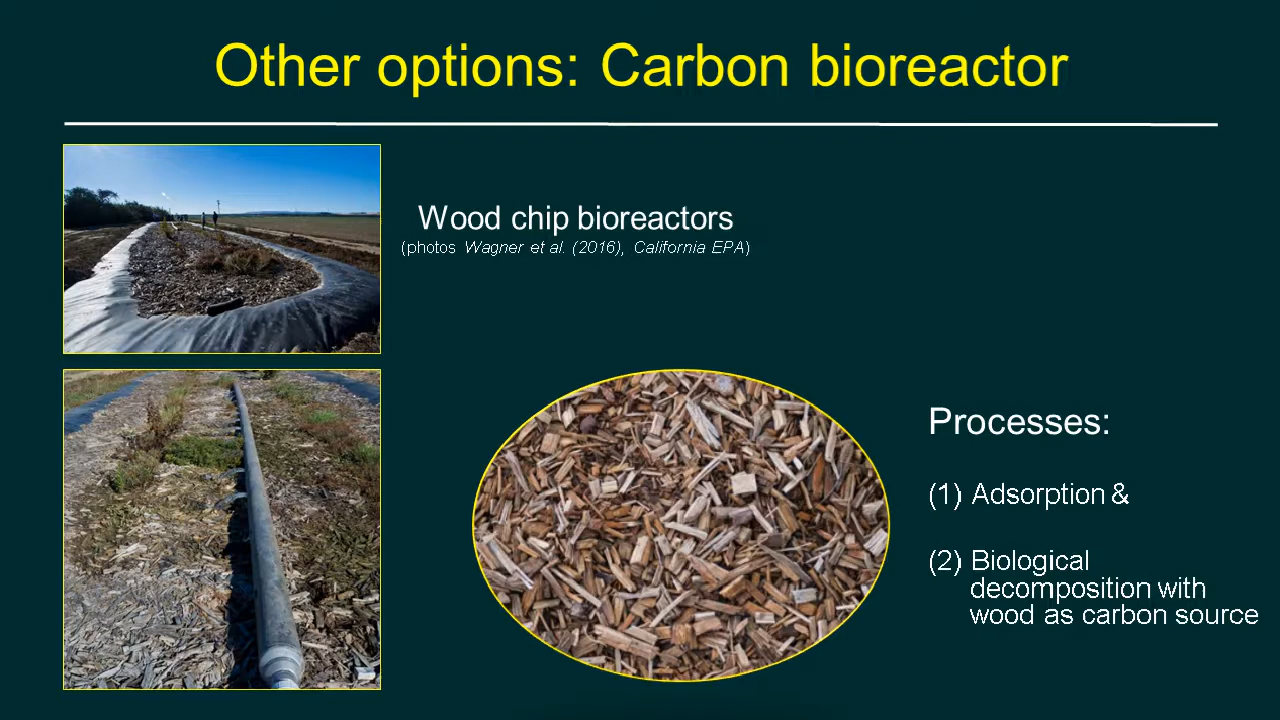 Other options: Carbon bioreactor
Wood chip bioreactors
(photos Wagner et al. (2016), California EPA)
Processes:
(1) Adsorption &
(2) Biological
decomposition with
wood as carbon source